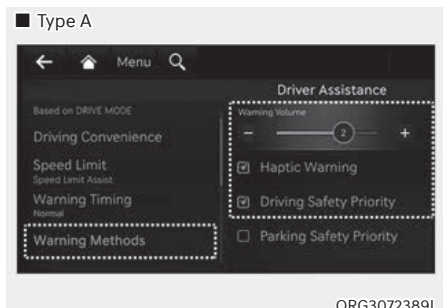 ■ Type A
Menu
Driver Assistance
Based on DRIVE MODE
Driving Convenience
Speed Limit
Speed Limit Assist
Warning Timing
Normal
Warning Methods
Warning Volume
- 2 +
Haptic Warning
Driving Safety Priority
Parking Safety Priority
ORG3072389L